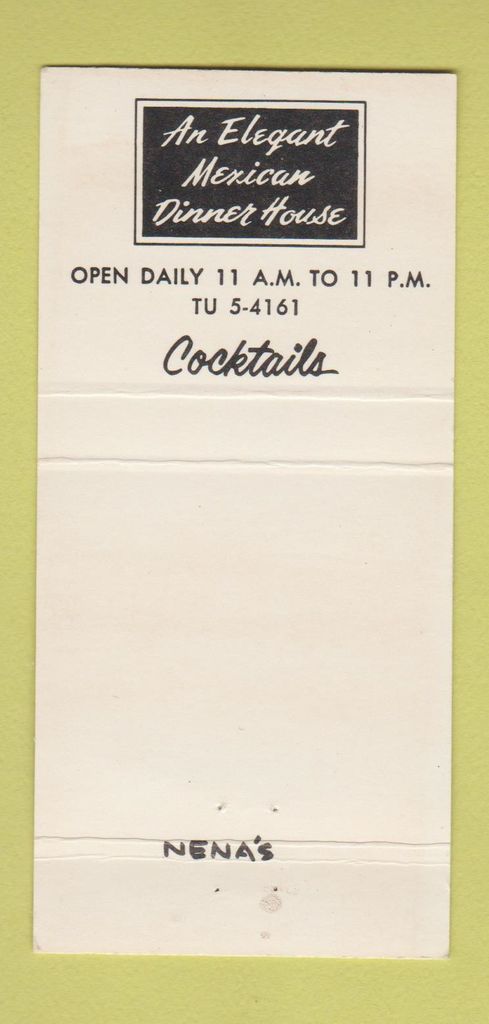 An Elegant
Mexican
Dinner House
OPEN DAILY 11 A.M. TO 11 P.M.
TU 5-4161
Cocktails
NENA'S